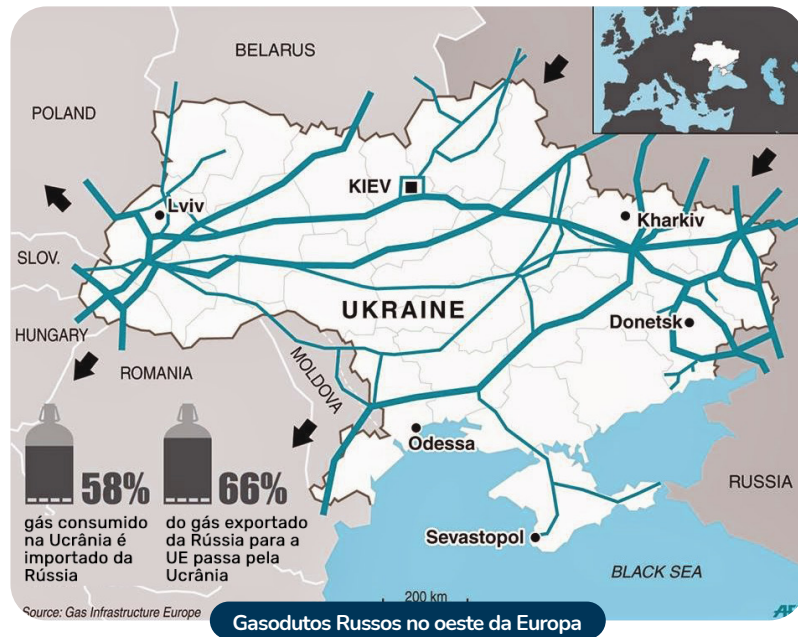 BELARUS
POLAND
KIEV
Lviv
Kharkiv
SLOV.
UKRAINE
HUNGARY
Donetsk
ROMANIA
MOLDOVA
Odessa
RUSSIA
Sevastopol
BLACK SEA
58%
gás consumido
na Ucrânia é
importado da
Rússia
66%
do gás exportado
da Rússia para a
UE passa pela
Ucrânia
200 km
Source: Gas Infrastructure Europe
Gasodutos Russos no oeste da Europa